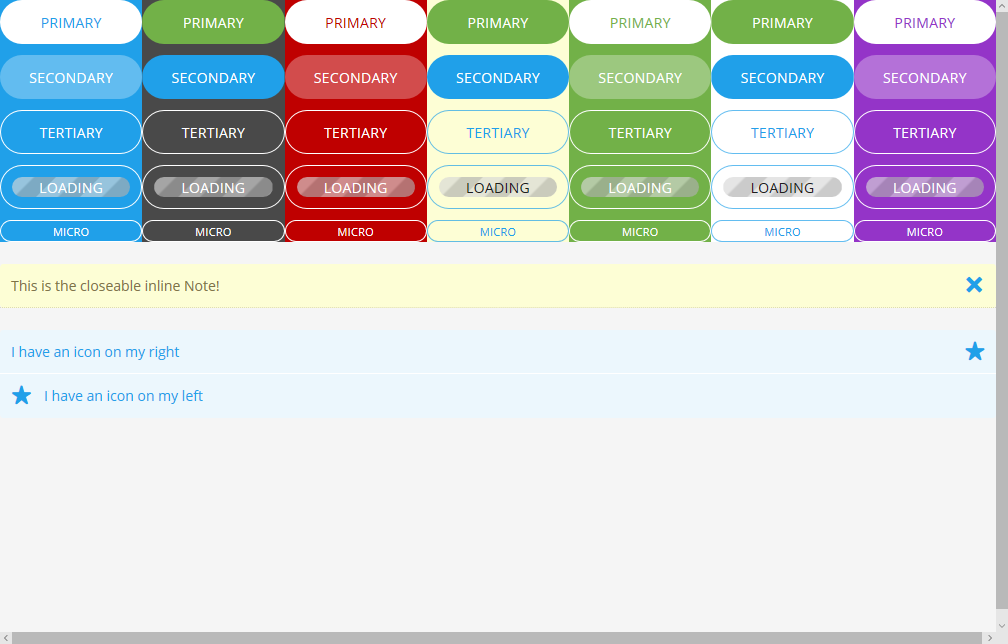 PRIMARY PRIMARY PRIMARY PRIMARY PRIMARY PRIMARY PRIMARY
SECONDARY SECONDARY SECONDARY SECONDARY SECONDARY SECONDARY SECONDARY
TERTIARY TERTIARY TERTIARY TERTIARY TERTIARY TERTIARY TERTIARY
LOADING LOADING LOADING LOADING LOADING LOADING LOADING
MICRO MICRO MICRO MICRO MICRO MICRO MICRO
This is the closeable inline Note!
I have an icon on my right
I have an icon on my left